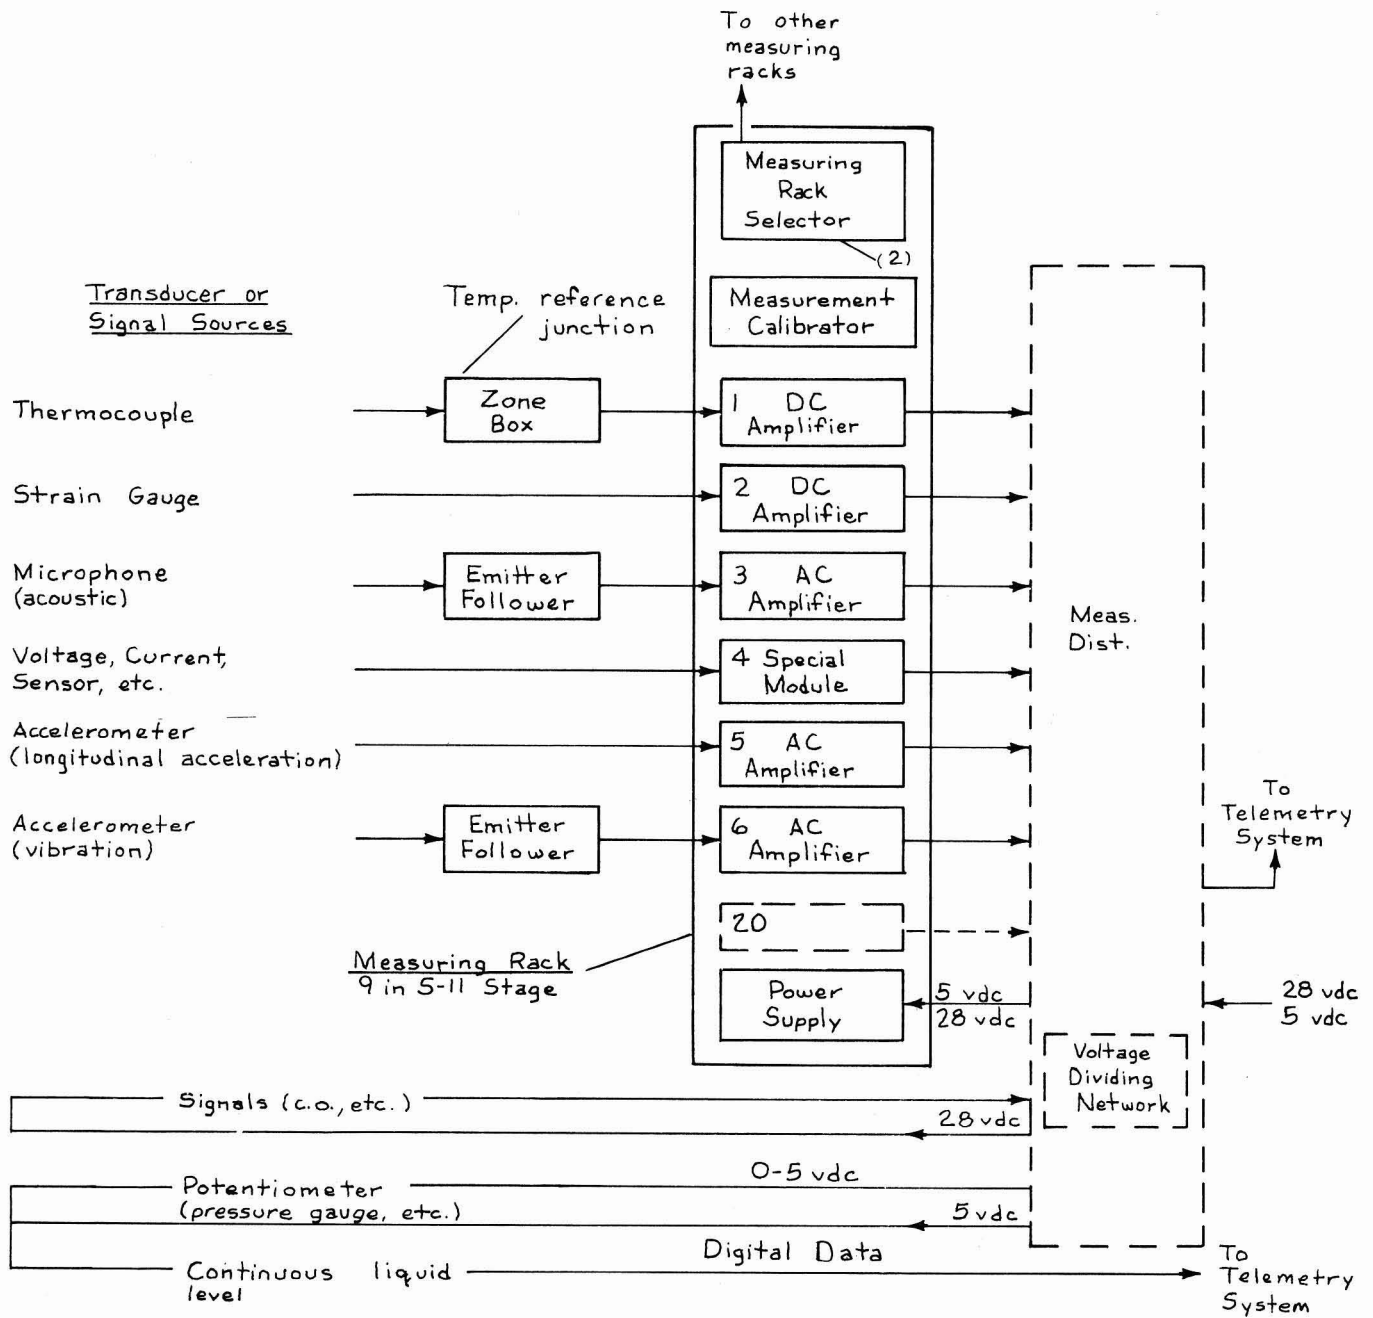 To other
measuring
racks
Measuring
Rack
Selector
(2)
Transducer or
Signal Sources
Temp. reference
junction
Measurement
Calibrator
Thermocouple
Zone
Box
1 DC
Amplifier
Strain Gauge
2 DC
Amplifier
Microphone
(acoustic)
Emitter
Follower
3 AC
Amplifier
Meas.
Dist.
Voltage, Current,
Sensor, etc.
4 Special
Module
Accelerometer
(longitudinal acceleration)
5 AC
Amplifier
To
Telemetry
System
Accelerometer
(vibration)
Emitter
Follower
6 AC
Amplifier
20
Measuring Rack
9 in S-11 Stage
Power
Supply
5 vdc
28 vdc
28 vdc
5 vdc
Voltage
Dividing
Network
Signals (c.o., etc.)
28 vdc
0-5 vdc
Potentiometer
(pressure gauge, etc.)
5 vdc
Digital Data
Continuous liquid
level
To
Telemetry
System